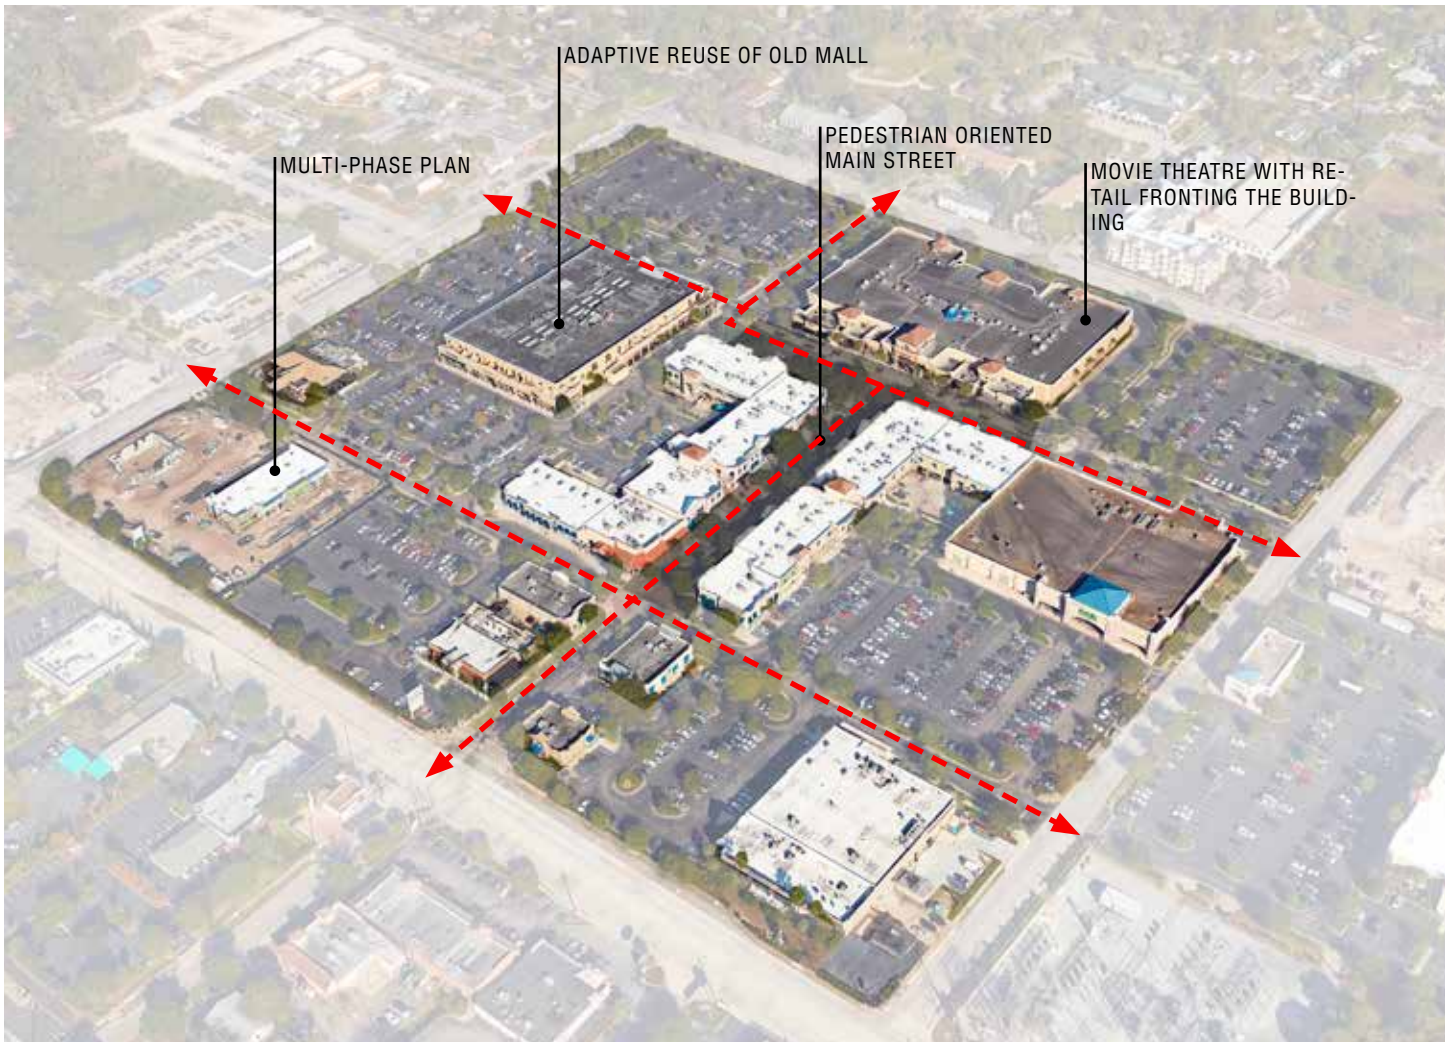 ADAPTIVE REUSE OF OLD MALL
MULTI-PHASE PLAN
PEDESTRIAN ORIENTED
MAIN STREET
MOVIE THEATRE WITH RE-
TAIL FRONTING THE BUILD-
ING